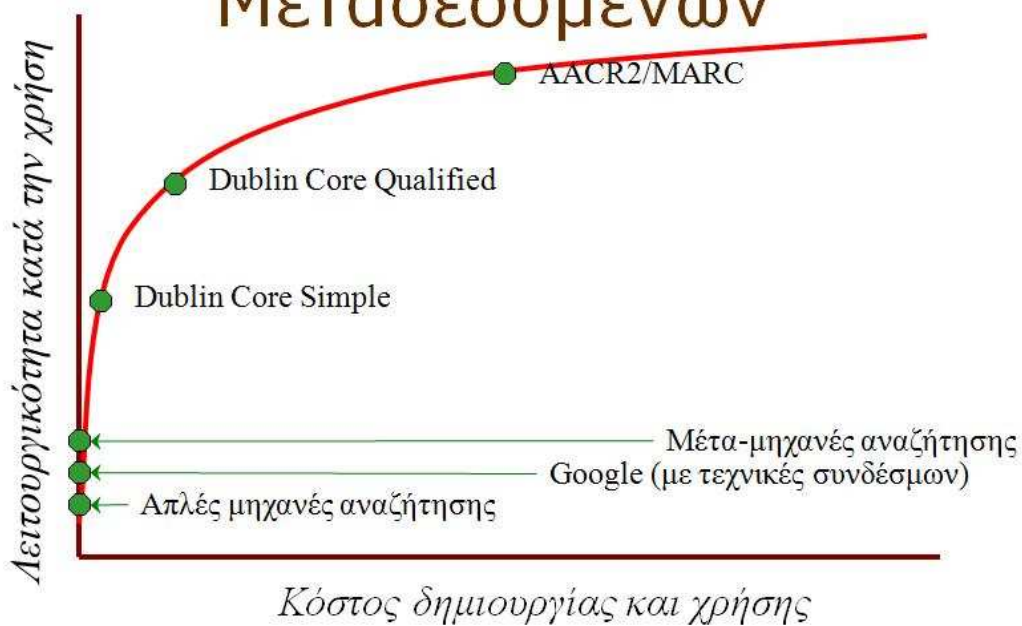 Μεταδεδομένων
Λειτουργικότητα κατά την χρήση
AACR2/MARC
Dublin Core Qualified
Dublin Core Simple
Μέτα-μηχανές αναζήτησης
Google (με τεχνικές συνδέσμων)
Απλές μηχανές αναζήτησης
Κόστος δημιουργίας και χρήσης